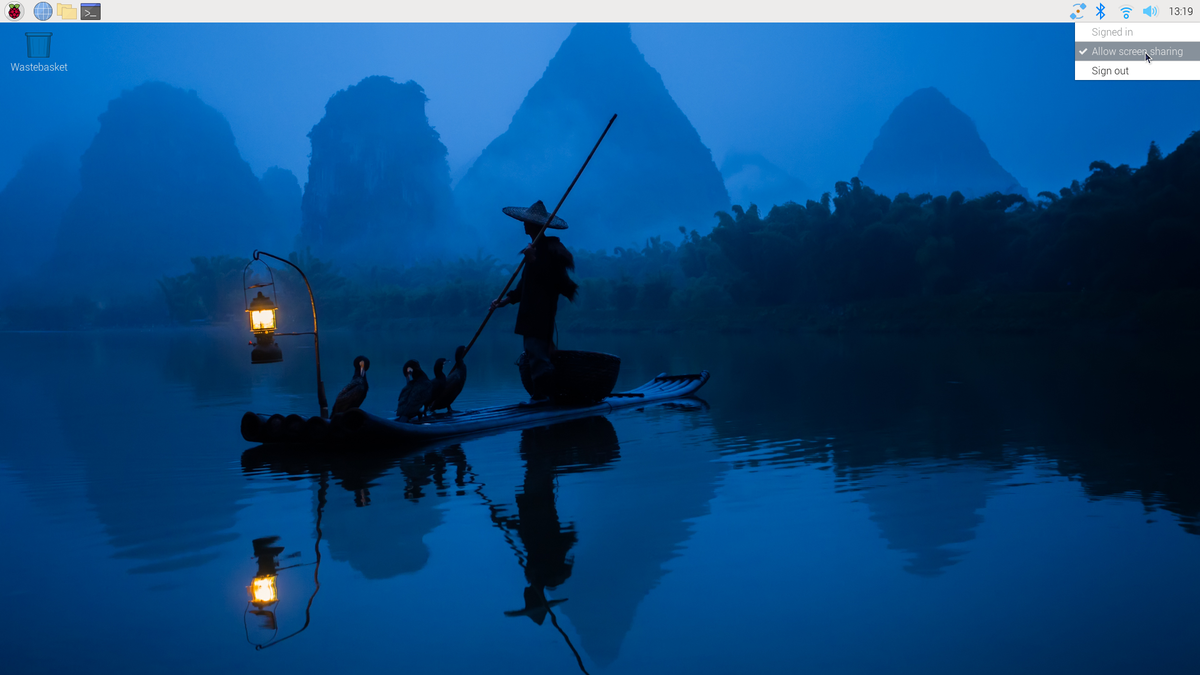 13:19
Signed in
Allow screen sharing
Sign out
Wastebasket